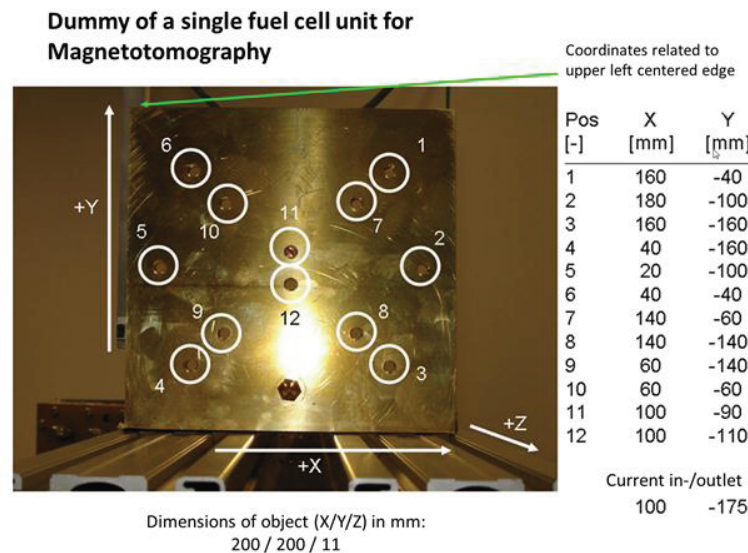 Dummy of a single fuel cell unit for
Magnetotomography
Coordinates related to
upper left centered edge
Pos X Y
[-] [mm] [mm]
1 160 -40
2 180 -100
3 160 -160
4 40 -160
5 20 -100
6 40 -40
7 140 -60
8 140 -140
9 60 -140
10 60 -60
11 100 -90
12 100 -110
Current in-/outlet
100 -175
6
1
+Y
10
11
7
5
2
9
12
8
4
3
+Z
+X
Dimensions of object (X/Y/Z) in mm:
200 / 200 / 11